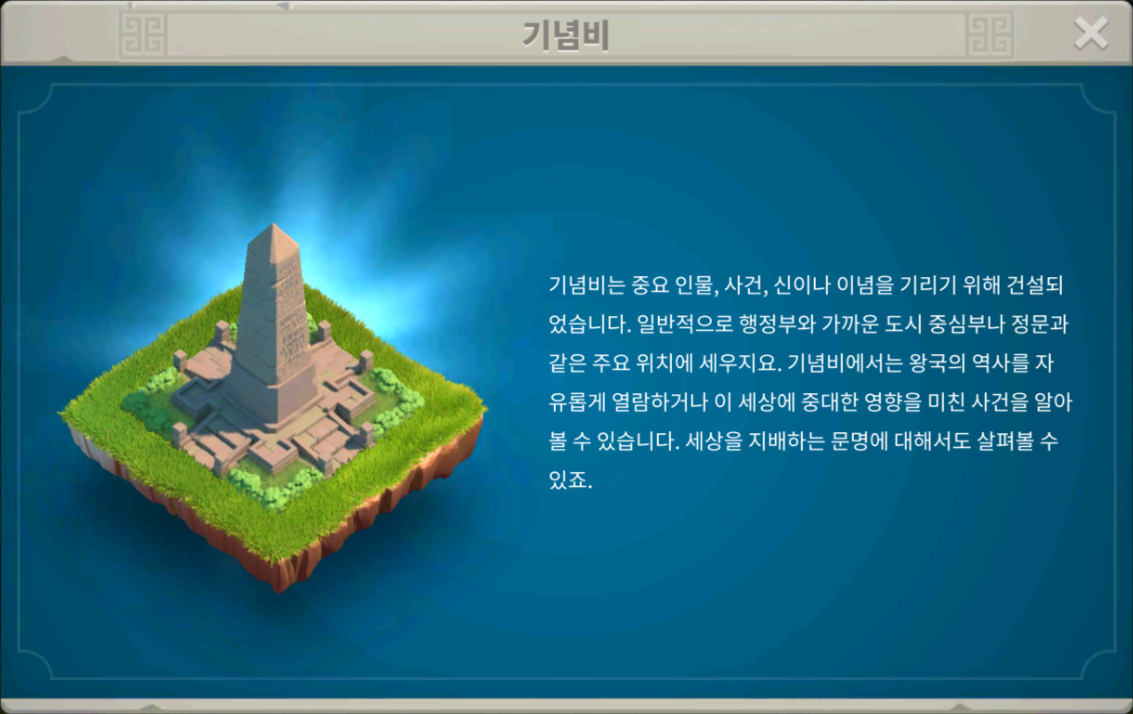 기념비
기념비는 중요 인물, 사건, 신이나 이념을 기리기 위해 건설되
었습니다. 일반적으로 행정부와 가까운 도시 중심부나 정문과
같은 주요 위치에 세우지요. 기념비에서는 왕국의 역사를 자
유롭게 열람하거나 이 세상에 중대한 영향을 미친 사건을 알아
볼 수 있습니다. 세상을 지배하는 문명에 대해서도 살펴볼 수
있죠.